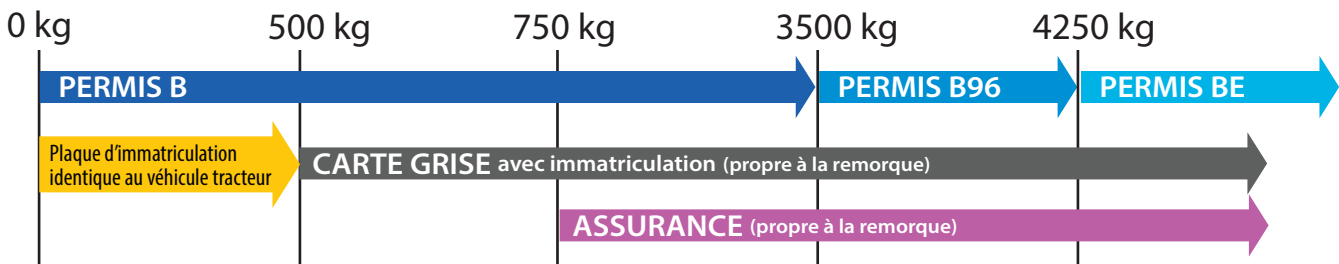 0 kg 500 kg 750 kg 3500 kg 4250 kg
PERMIS B PERMIS B96 PERMIS BE
Plaque d'immatriculation
identique au véhicule tracteur
CARTE GRISE avec immatriculation (propre à la remorque)
ASSURANCE (propre à la remorque)